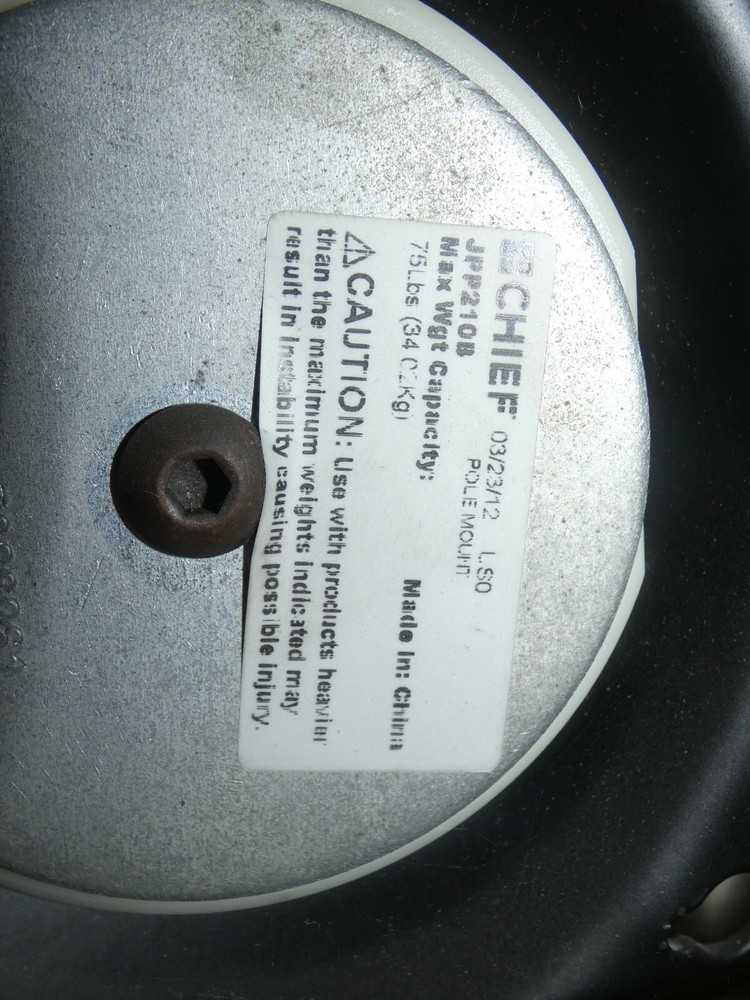 CHIEF 03/23/12 LSO
JPP210B POLE MOUNT
Max Wgt Capacity:
75Lbs (34.02Kg) Made In: China
⚠CAUTION: Use with products heavier
than the maximum weights indicated may
result in instability causing possible injury.